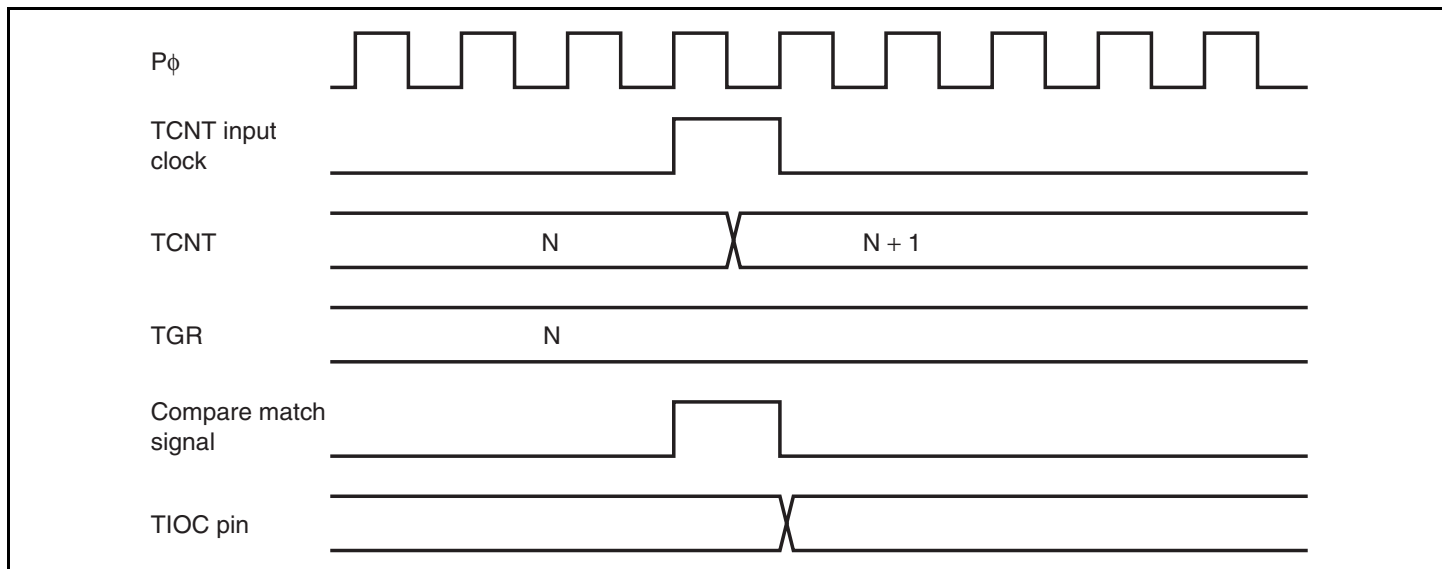 Pϕ
TCNT input
clock
TCNT
N
N + 1
TGR
N
Compare match
signal
TIOC pin